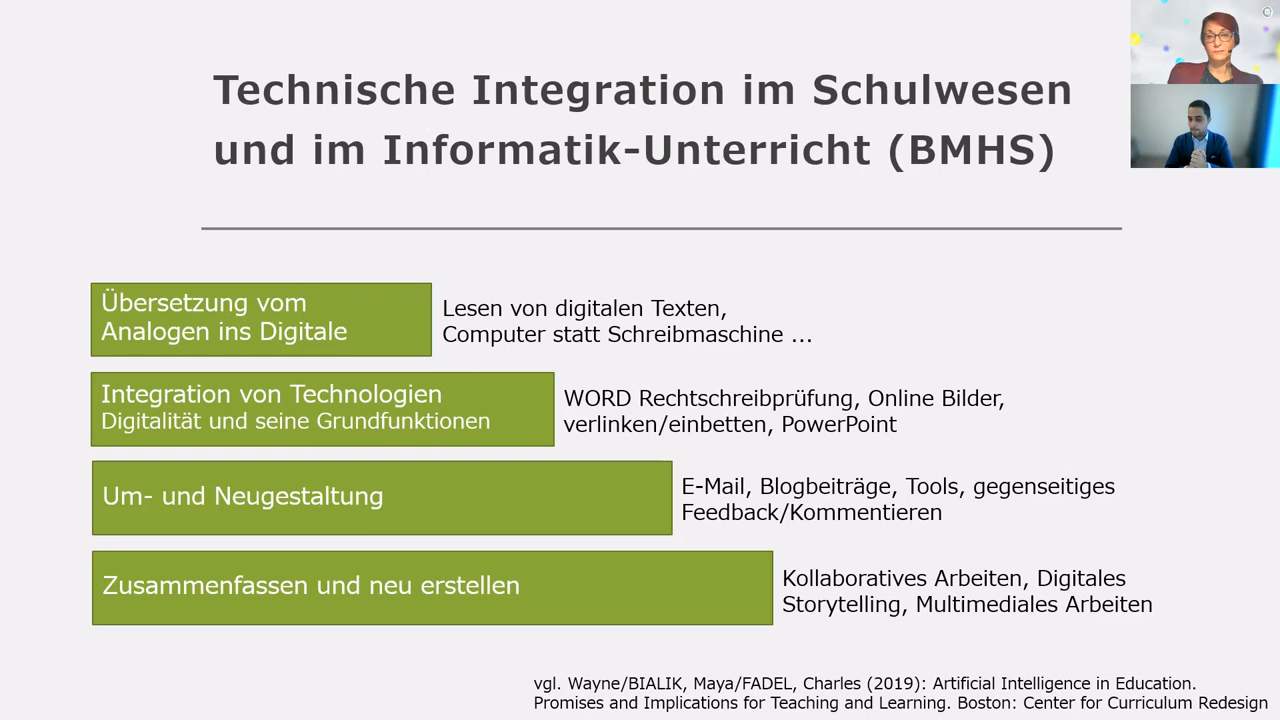 Technische Integration im Schulwesen
und im Informatik-Unterricht (BMHS)
Übersetzung vom
Analogen ins Digitale
Lesen von digitalen Texten,
Computer statt Schreibmaschine ...
Integration von Technologien
Digitalität und seine Grundfunktionen
WORD Rechtschreibprüfung, Online Bilder,
verlinken/einbetten, PowerPoint
Um- und Neugestaltung
E-Mail, Blogbeiträge, Tools, gegenseitiges
Feedback/Kommentieren
Zusammenfassen und neu erstellen
Kollaboratives Arbeiten, Digitales
Storytelling, Multimediales Arbeiten
vgl. Wayne/BIALIK, Maya/FADEL, Charles (2019): Artificial Intelligence in Education.
Promises and Implications for Teaching and Learning. Boston: Center for Curriculum Redesign